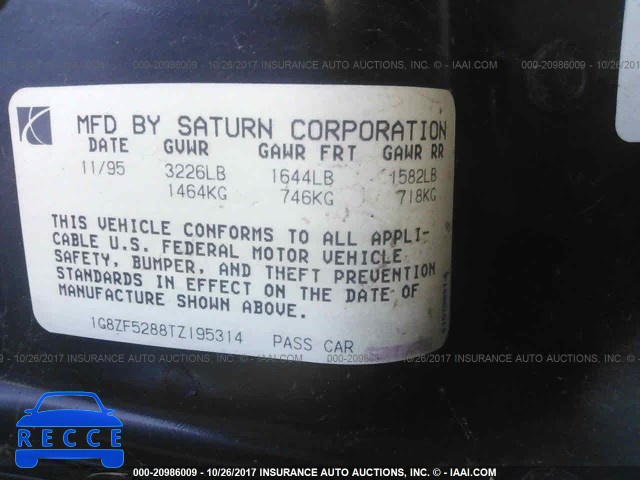 000-20986009 - 10/26/2017 INSURANCE AUTO AUCTIONS, INC. © - IAAI.COM
MFD BY SATURN CORPORATION
DATE GVWR GAWR FRT GAWR RR
11/95 3226LB 1644LB 1582LB
1464KG 746KG 718KG
THIS VEHICLE CONFORMS TO ALL APPLI-
CABLE U.S. FEDERAL MOTOR VEHICLE
SAFETY, BUMPER, AND THEFT PREVENTION
STANDARDS IN EFFECT ON THE DATE OF
MANUFACTURE SHOWN ABOVE.
1G8ZF5288TZ195314 PASS CAR
RECCE
000-20986009 - 10/26/2017 INSURANCE AUTO AUCTIONS, INC. © - IAAI.COM